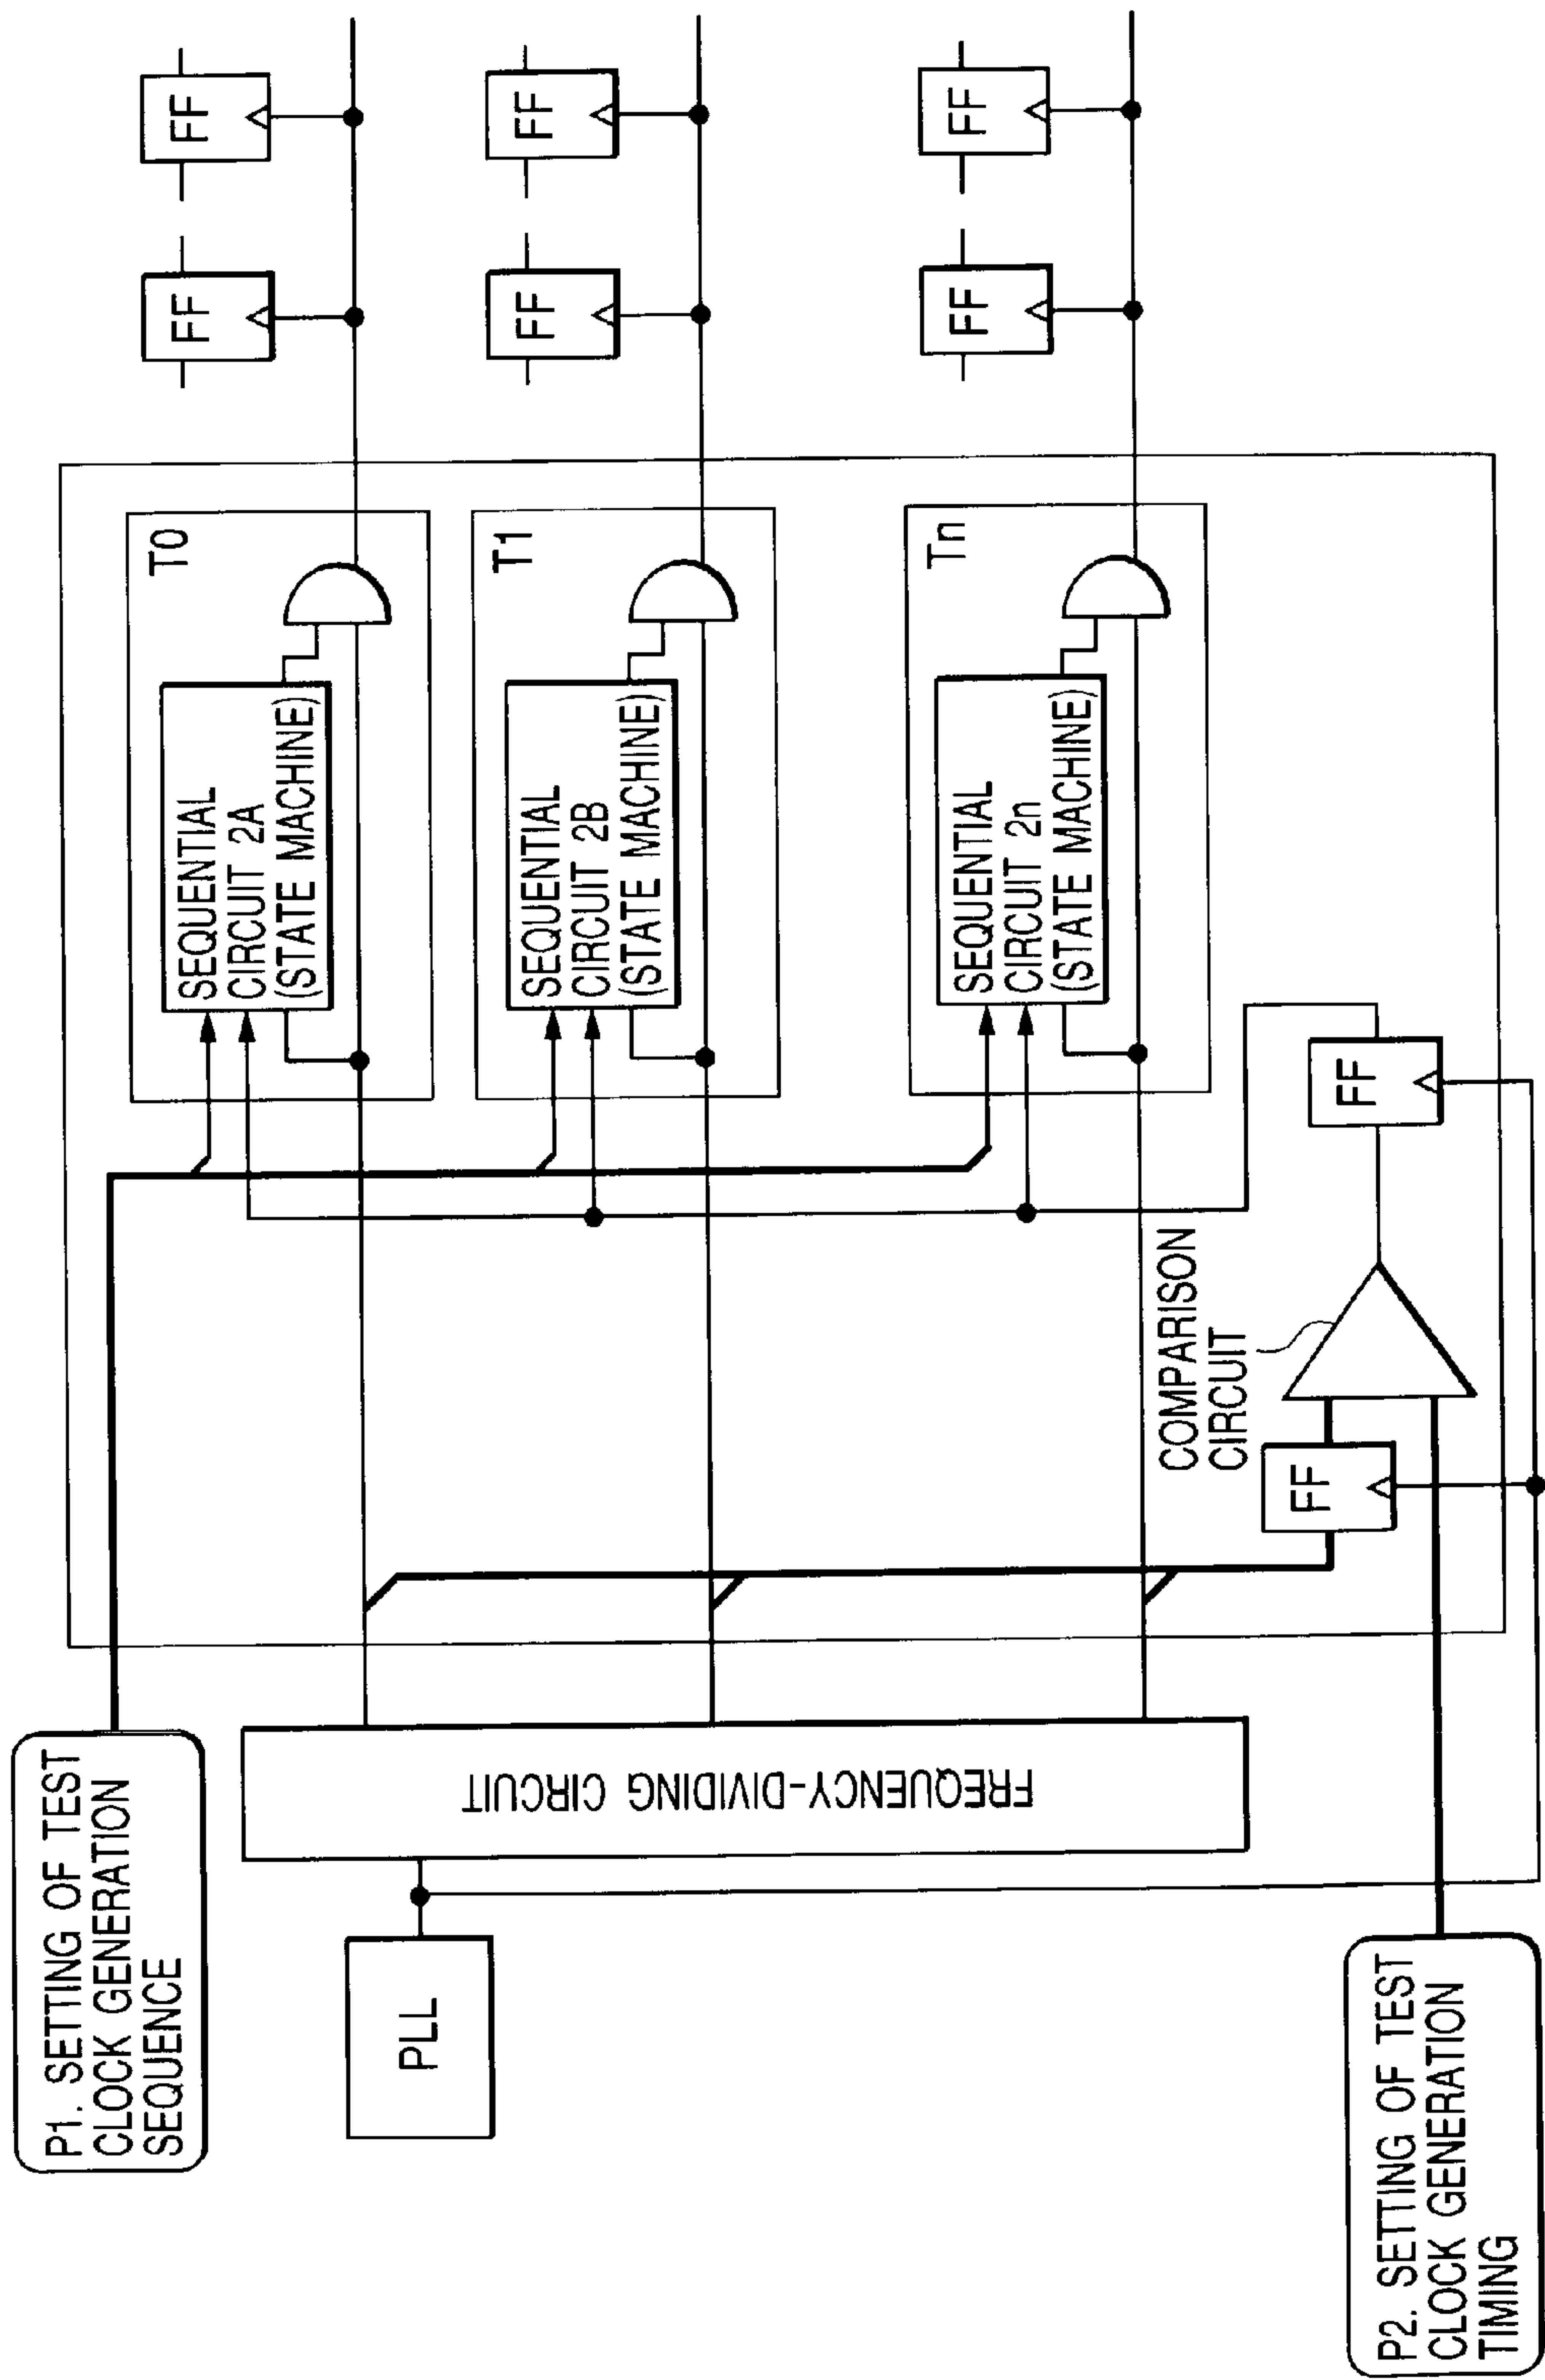 P1. SETTING OF TEST
CLOCK GENERATION
SEQUENCE
PLL
P2. SETTING OF TEST
CLOCK GENERATION
TIMING
FREQUENCY-DIVIDING CIRCUIT
FF
COMPARISON
CIRCUIT
FF
T0
SEQUENTIAL
CIRCUIT 2A
(STATE MACHINE)
T1
SEQUENTIAL
CIRCUIT 2B
(STATE MACHINE)
Tn
SEQUENTIAL
CIRCUIT 2n
(STATE MACHINE)
FF
FF
FF
FF
FF
FF